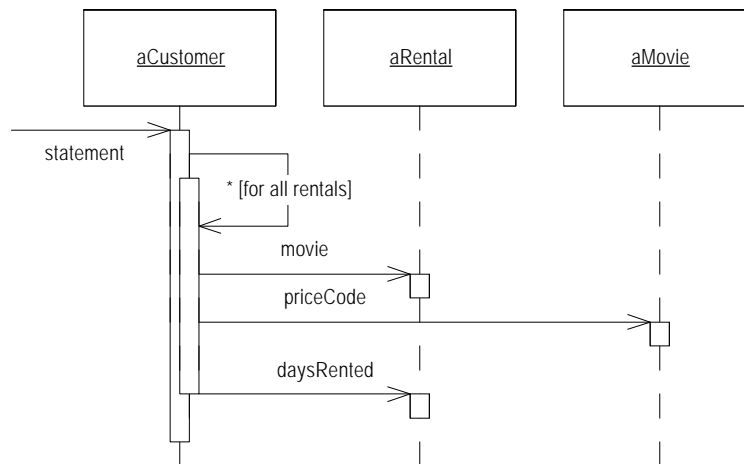 aCustomer
aRental
aMovie
statement
* [for all rentals]
movie
priceCode
daysRented